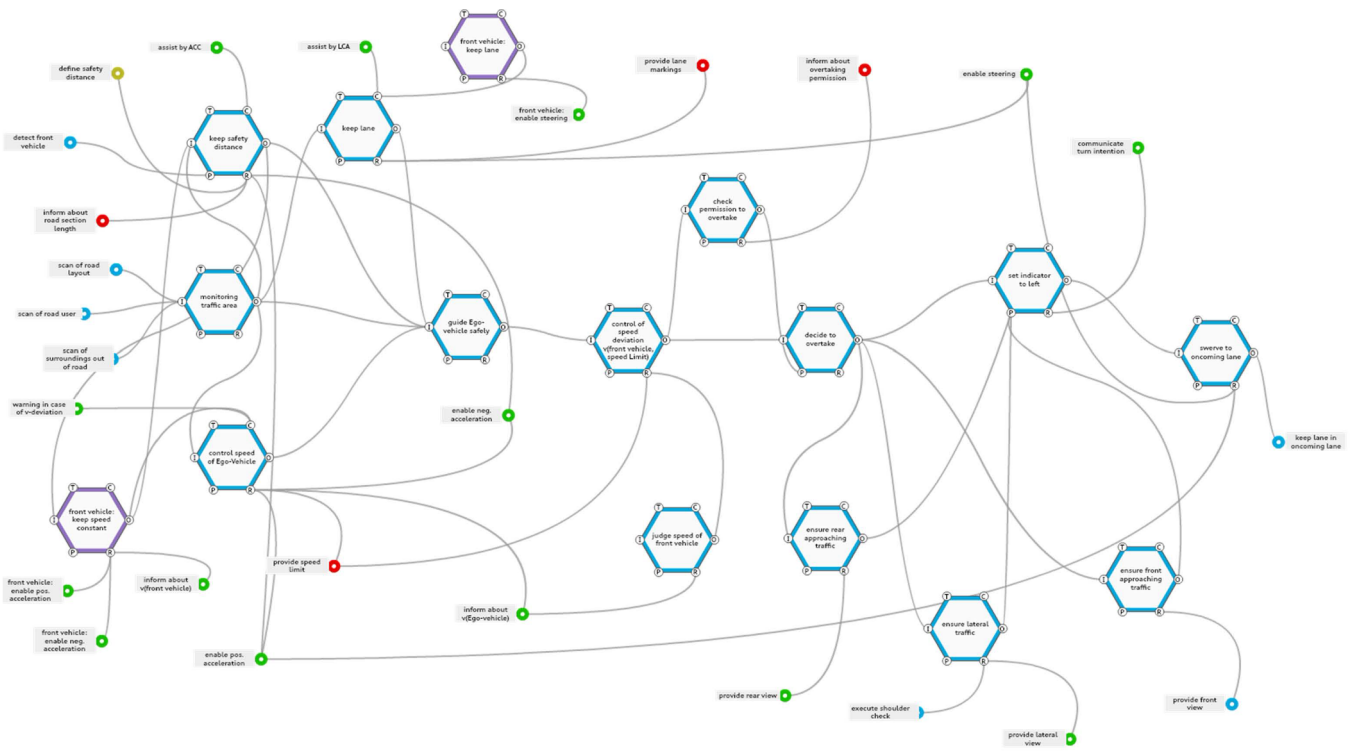 front vehicle:
keep lane
assist by ACC
assist by LCA
define safety
distance
provide lane
markings
inform about
overtaking
permission
enable steering
front vehicle:
enable steering
keep lane
keep safety
distance
detect front
vehicle
communicate
turn intention
check
permission to
overtake
inform about
road section
length
scan of road
layout
monitoring
traffic area
scan of road user
scan of
surroundings out
of road
guide Ego-
vehicle safely
control of
speed
deviation
v(front vehicle,
speed Limit)
decide to
overtake
set indicator
to left
swerve to
oncoming lane
warning in case
of v-deviation
enable neg.
acceleration
keep lane in
oncoming lane
control speed
of Ego-Vehicle
front vehicle:
keep speed
constant
judge speed of
front vehicle
ensure rear
approaching
traffic
ensure front
approaching
traffic
provide speed
limit
front vehicle:
enable pos.
acceleration
inform about
v(front vehicle)
inform about
v(Ego-vehicle)
ensure lateral
traffic
front vehicle:
enable neg.
acceleration
enable pos.
acceleration
provide rear view
execute shoulder
check
provide lateral
view
provide front
view